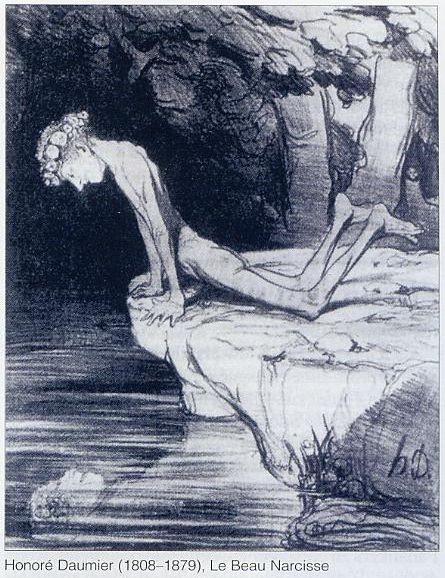 h.D.
Honoré Daumier (1808–1879), Le Beau Narcisse